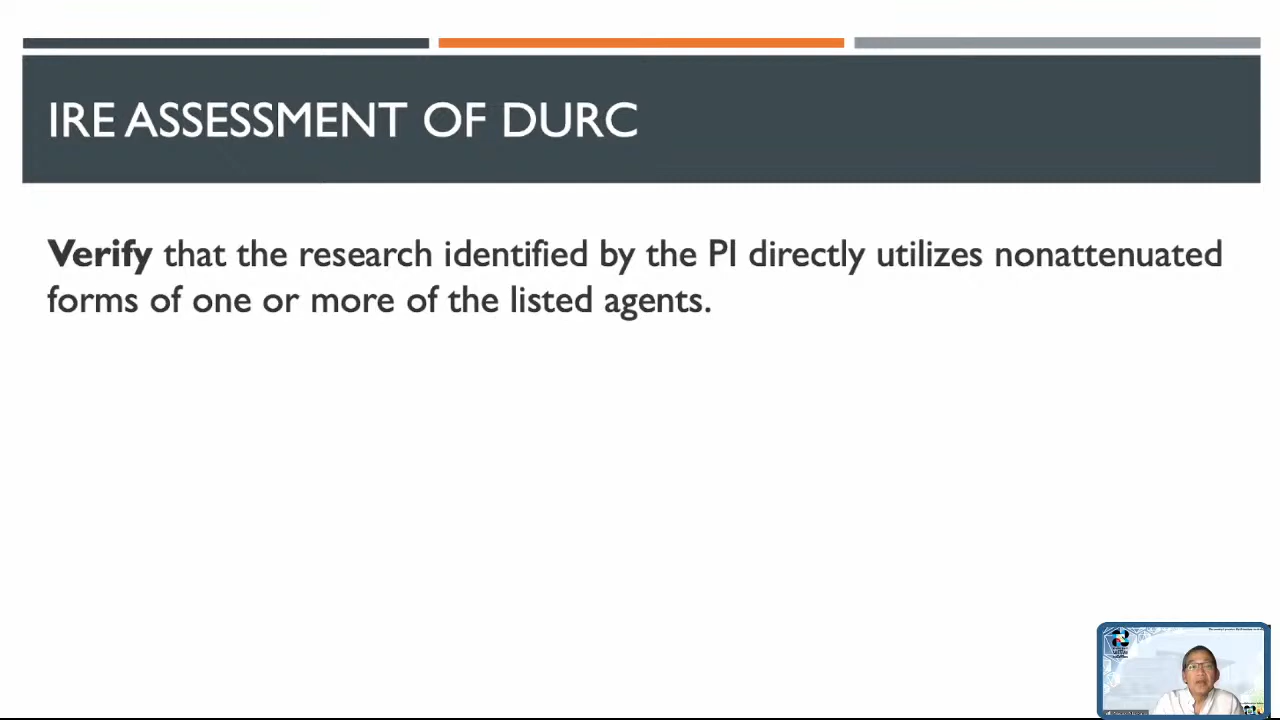 IRE ASSESSMENT OF DURC
Verify that the research identified by the PI directly utilizes nonattenuated
forms of one or more of the listed agents.